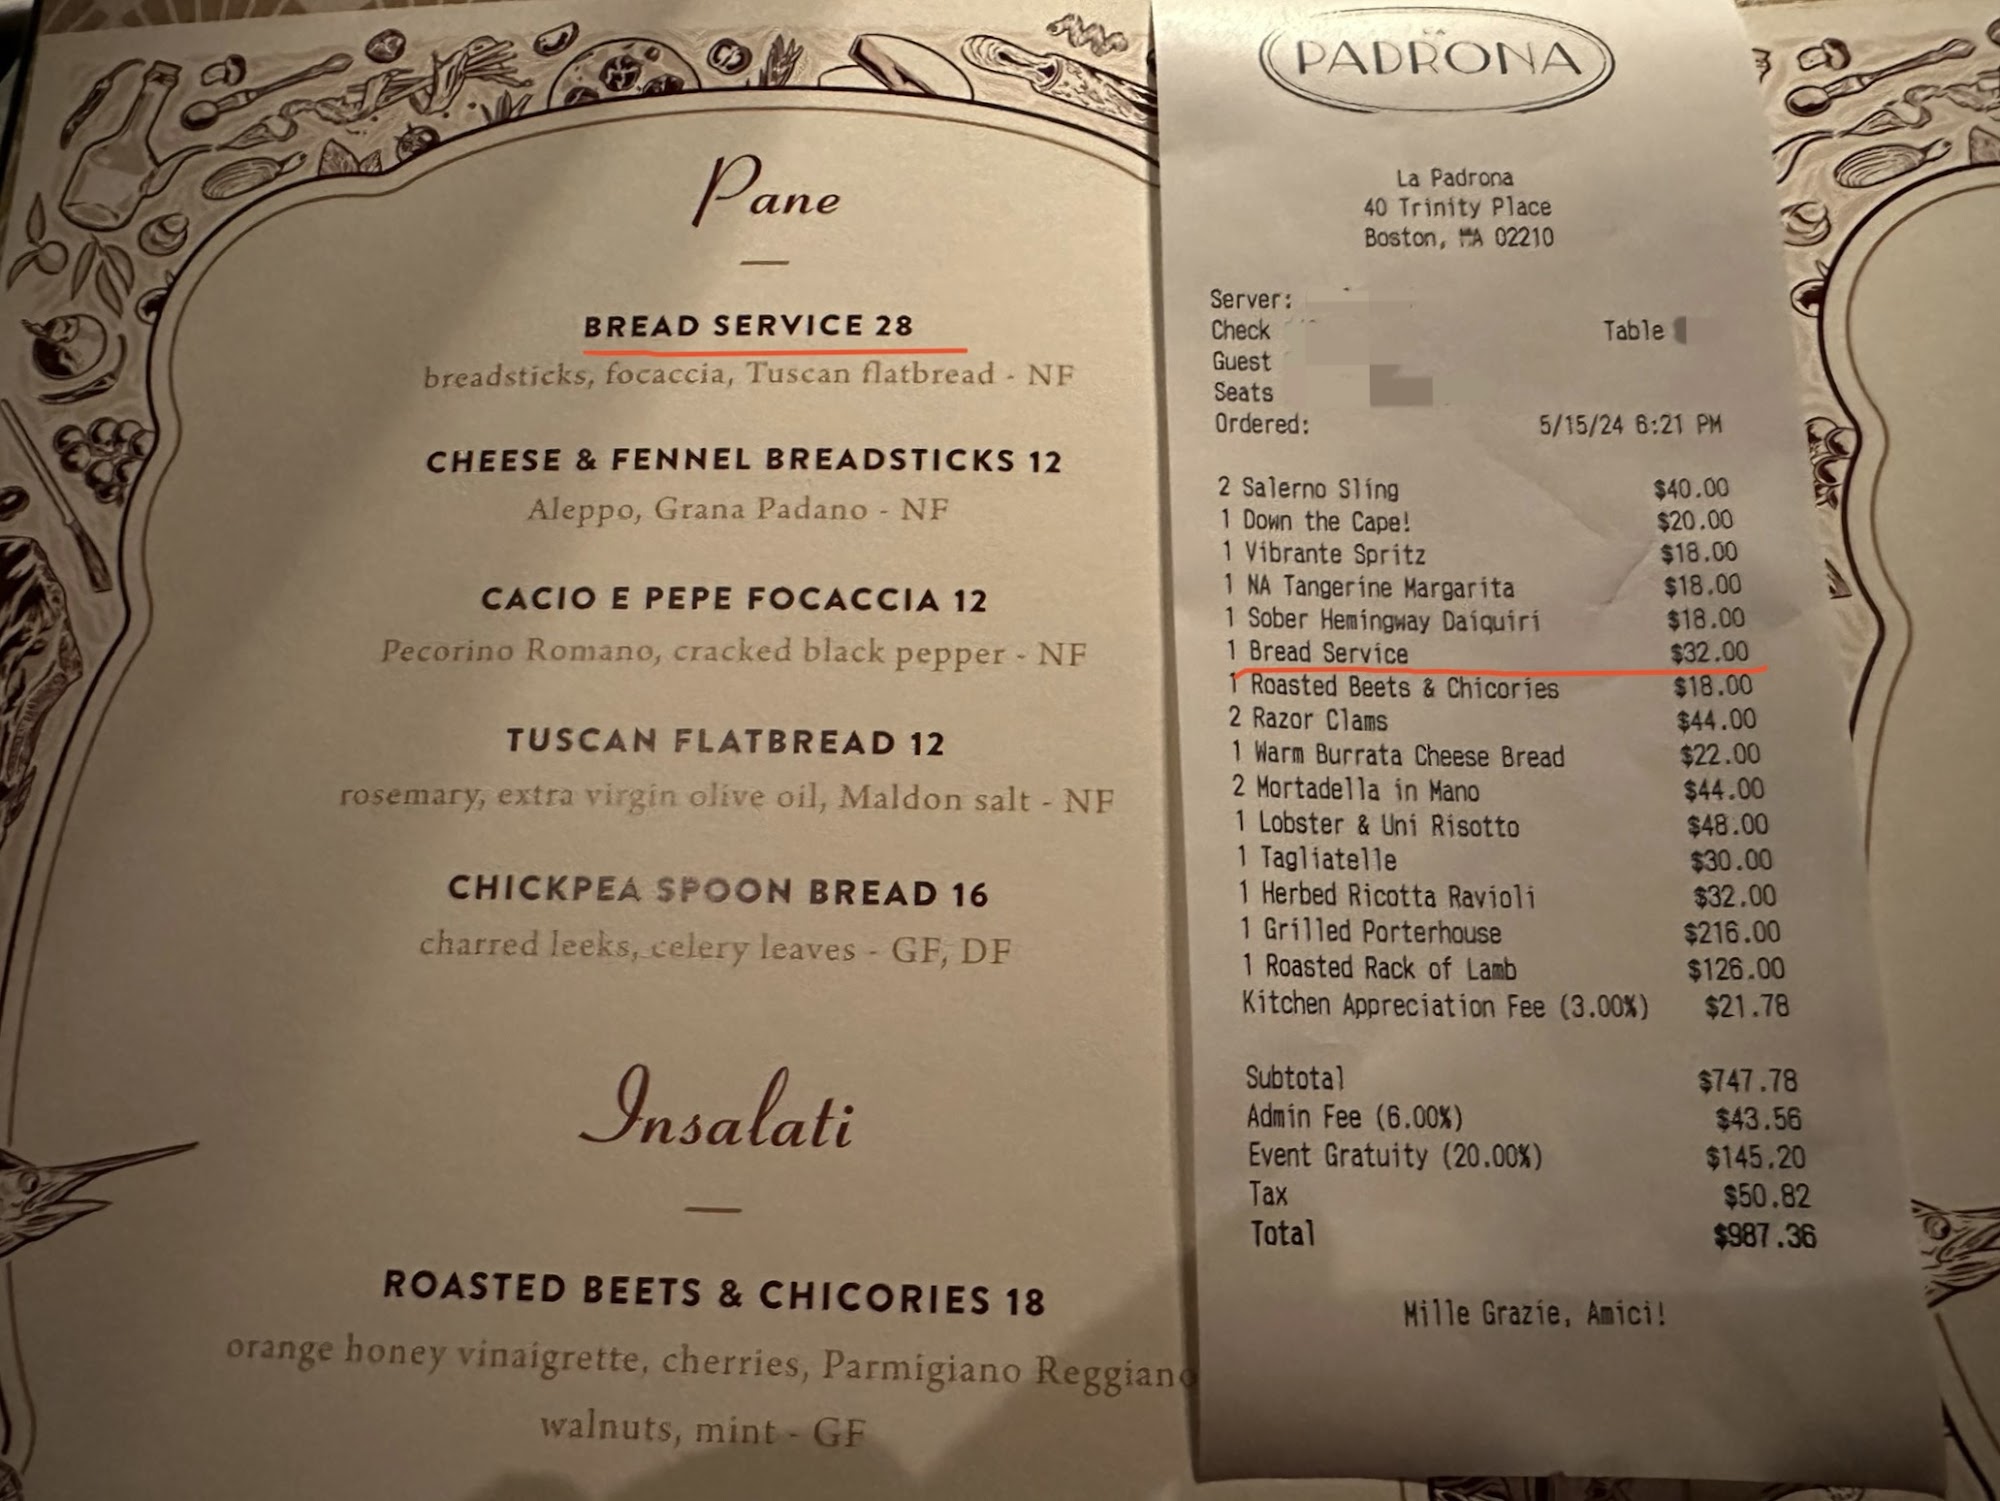 Pane
BREAD SERVICE 28
breadsticks, focaccia, Tuscan flatbread - NF
CHEESE & FENNEL BREADSTICKS 12
Aleppo, Grana Padano - NF
CACIO E PEPE FOCACCIA 12
Pecorino Romano, cracked black pepper - NF
TUSCAN FLATBREAD 12
rosemary, extra virgin olive oil, Maldon salt - NF
CHICKPEA SPOON BREAD 16
charred leeks, celery leaves - GF, DF
Insalati
ROASTED BEETS & CHICORIES 18
orange honey vinaigrette, cherries, Parmigiano Reggiano
walnuts, mint - GF
PADRONA
La Padrona
40 Trinity Place
Boston, MA 02210
Server:
Check
Table
Guest
Seats
Ordered: 5/15/24 6:21 PM
2 Salerno Sling $40.00
1 Down the Cape! $20.00
1 Vibrante Spritz $18.00
1 NA Tangerine Margarita $18.00
1 Sober Hemingway Daiquiri $18.00
1 Bread Service $32.00
1 Roasted Beets & Chicories $18.00
2 Razor Clams $44.00
1 Warm Burrata Cheese Bread $22.00
2 Mortadella in Mano $44.00
1 Lobster & Uni Risotto $48.00
1 Tagliatelle $30.00
1 Herbed Ricotta Ravioli $32.00
1 Grilled Porterhouse $216.00
1 Roasted Rack of Lamb $126.00
Kitchen Appreciation Fee (3.00%) $21.78
Subtotal $747.78
Admin Fee (6.00%) $43.56
Event Gratuity (20.00%) $145.20
Tax $50.82
Total $987.36
Mille Grazie, Amici!